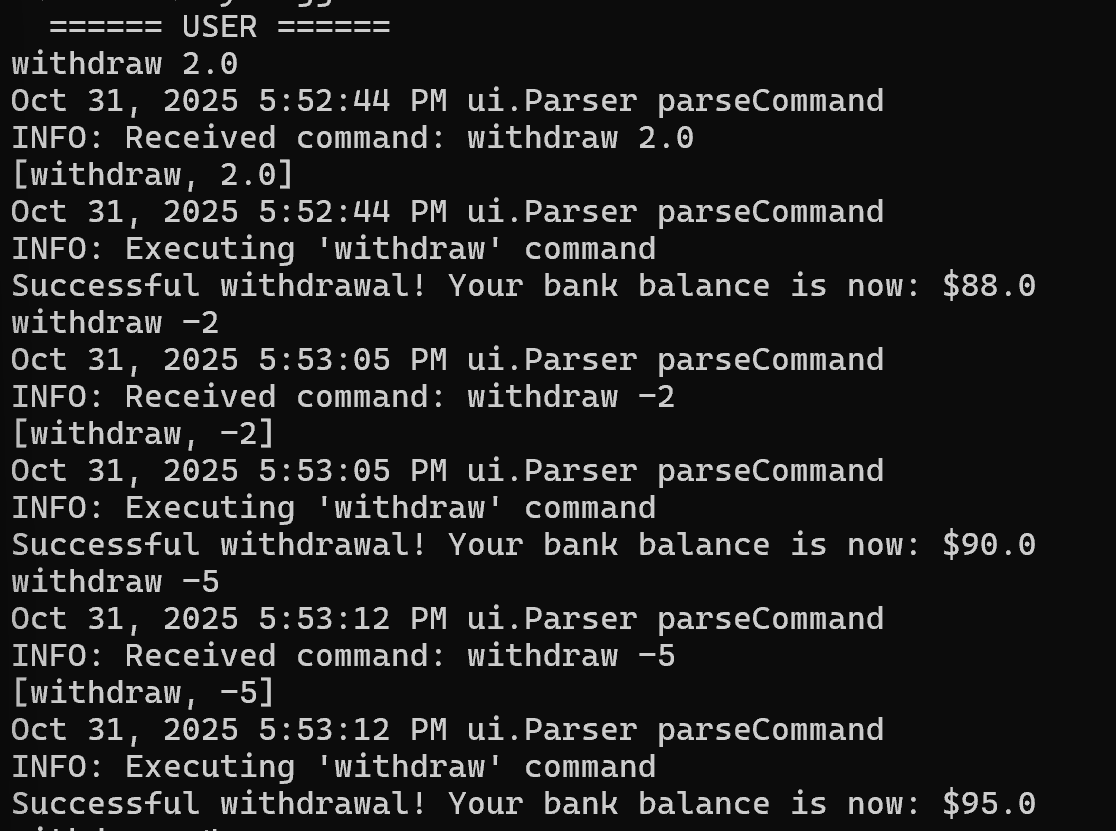 ====== USER ======
withdraw 2.0
Oct 31, 2025 5:52:44 PM ui.Parser parseCommand
INFO: Received command: withdraw 2.0
[withdraw, 2.0]
Oct 31, 2025 5:52:44 PM ui.Parser parseCommand
INFO: Executing 'withdraw' command
Successful withdrawal! Your bank balance is now: $88.0
withdraw -2
Oct 31, 2025 5:53:05 PM ui.Parser parseCommand
INFO: Received command: withdraw -2
[withdraw, -2]
Oct 31, 2025 5:53:05 PM ui.Parser parseCommand
INFO: Executing 'withdraw' command
Successful withdrawal! Your bank balance is now: $90.0
withdraw -5
Oct 31, 2025 5:53:12 PM ui.Parser parseCommand
INFO: Received command: withdraw -5
[withdraw, -5]
Oct 31, 2025 5:53:12 PM ui.Parser parseCommand
INFO: Executing 'withdraw' command
Successful withdrawal! Your bank balance is now: $95.0